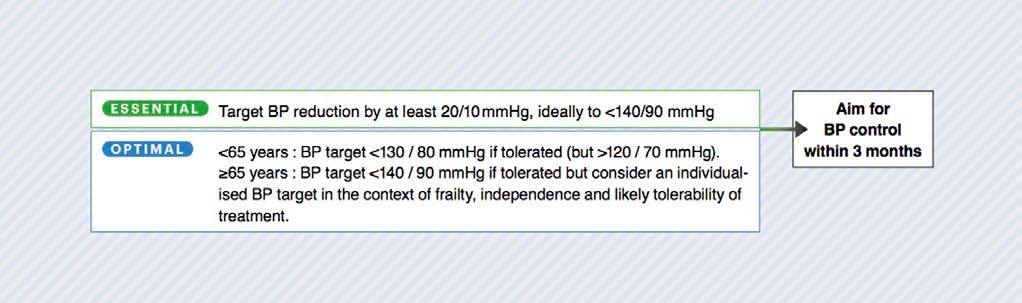 ESSENTIAL Target BP reduction by at least 20/10 mmHg, ideally to <140/90 mmHg
OPTIMAL <65 years : BP target <130 / 80 mmHg if tolerated (but >120 / 70 mmHg).
≥65 years : BP target <140 / 90 mmHg if tolerated but consider an individual-
ised BP target in the context of frailty, independence and likely tolerability of
treatment.
Aim for
BP control
within 3 months